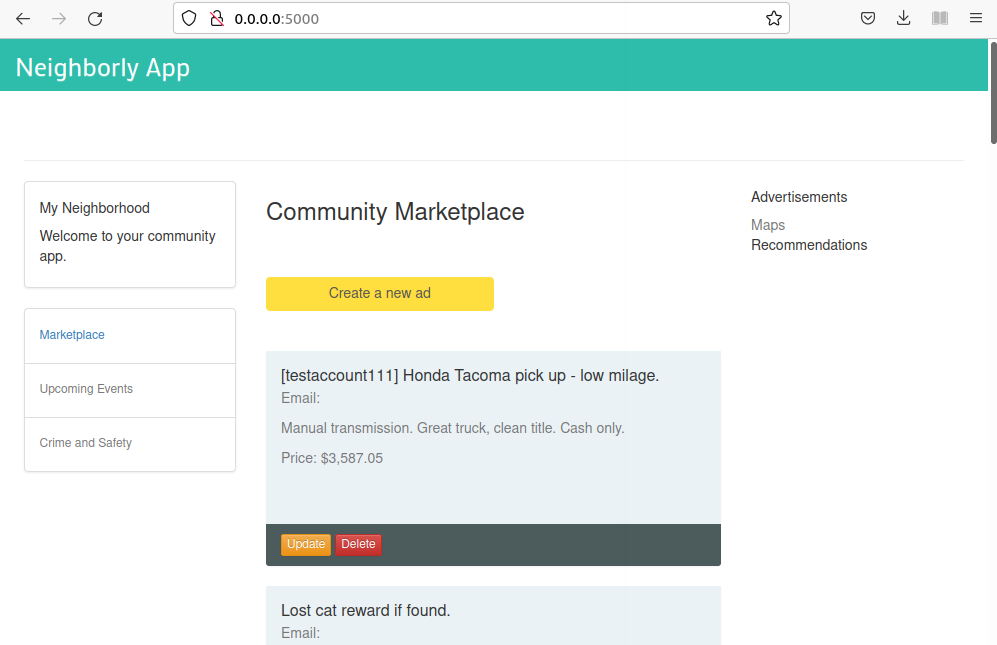 0.0.0.0:5000
Neighborly App
My Neighborhood
Welcome to your community
app.
Marketplace
Upcoming Events
Crime and Safety
Community Marketplace
Create a new ad
[testaccount111] Honda Tacoma pick up - low milage.
Email:
Manual transmission. Great truck, clean title. Cash only.
Price: $3,587.05
Update Delete
Lost cat reward if found.
Email:
Advertisements
Maps
Recommendations